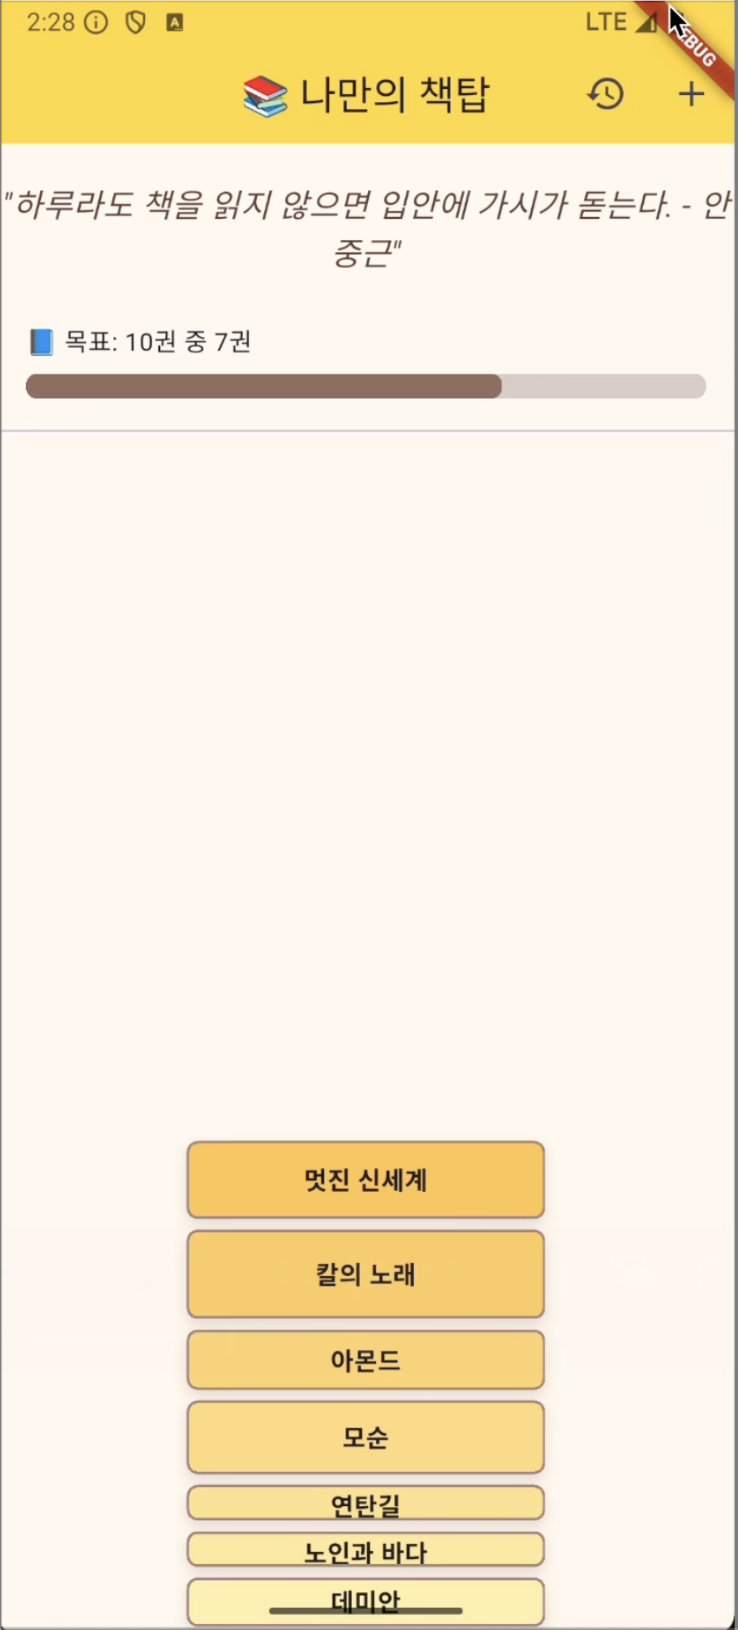 2:28
LTE
EBUG
나만의 책탑
"하루라도 책을 읽지 않으면 입안에 가시가 돋는다. - 안
중근"
목표: 10권 중 7권
멋진 신세계
칼의 노래
아몬드
모순
연탄길
노인과 바다
데미안